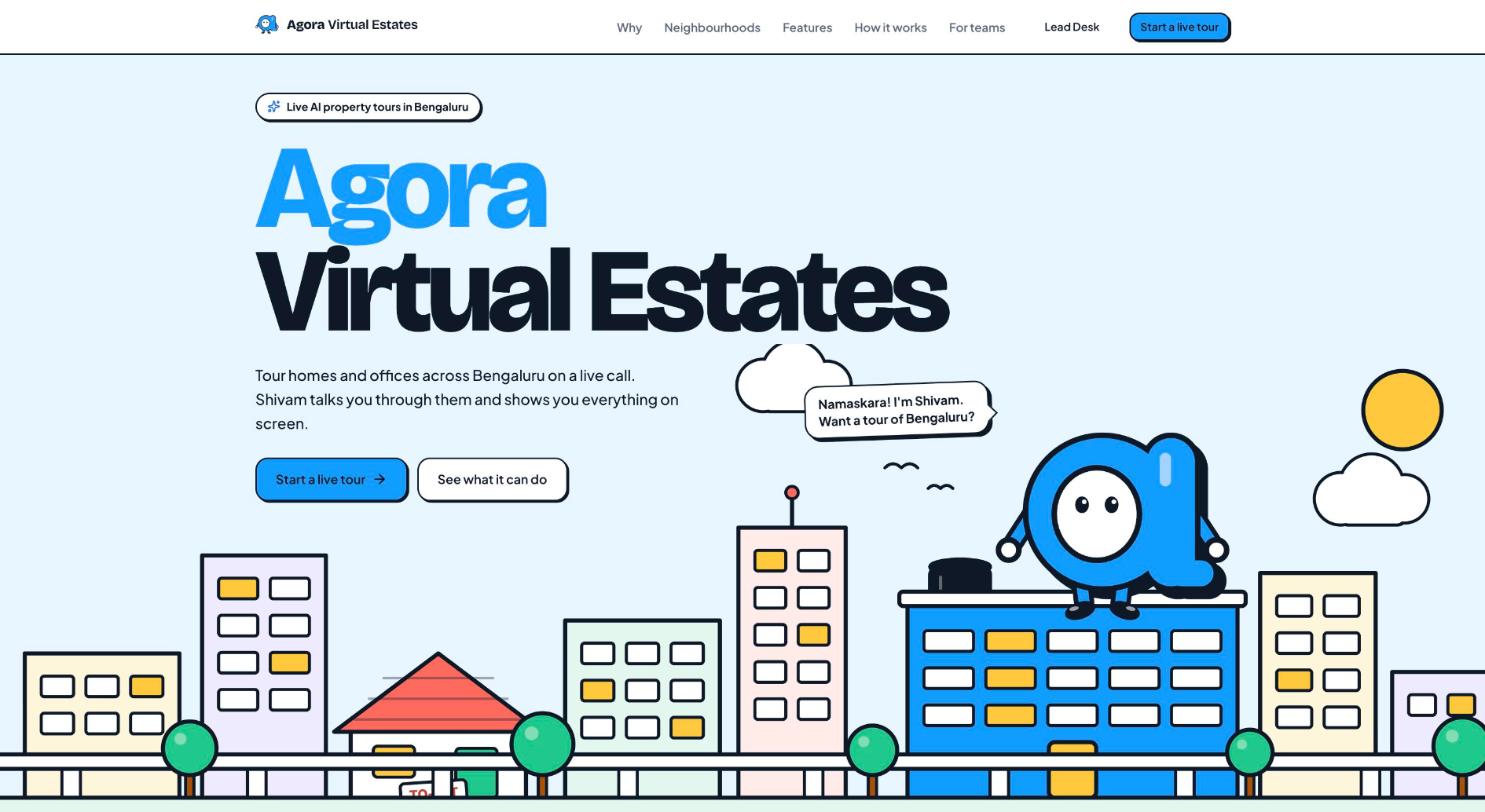 Agora Virtual Estates
Why
Neighbourhoods
Features
How it works
For teams
Lead Desk
Start a live tour
Live AI property tours in Bengaluru
Agora
Virtual Estates
Tour homes and offices across Bengaluru on a live call.
Shivam talks you through them and shows you everything on
screen.
Namaskara! I'm Shivam.
Want a tour of Bengaluru?
Start a live tour
See what it can do